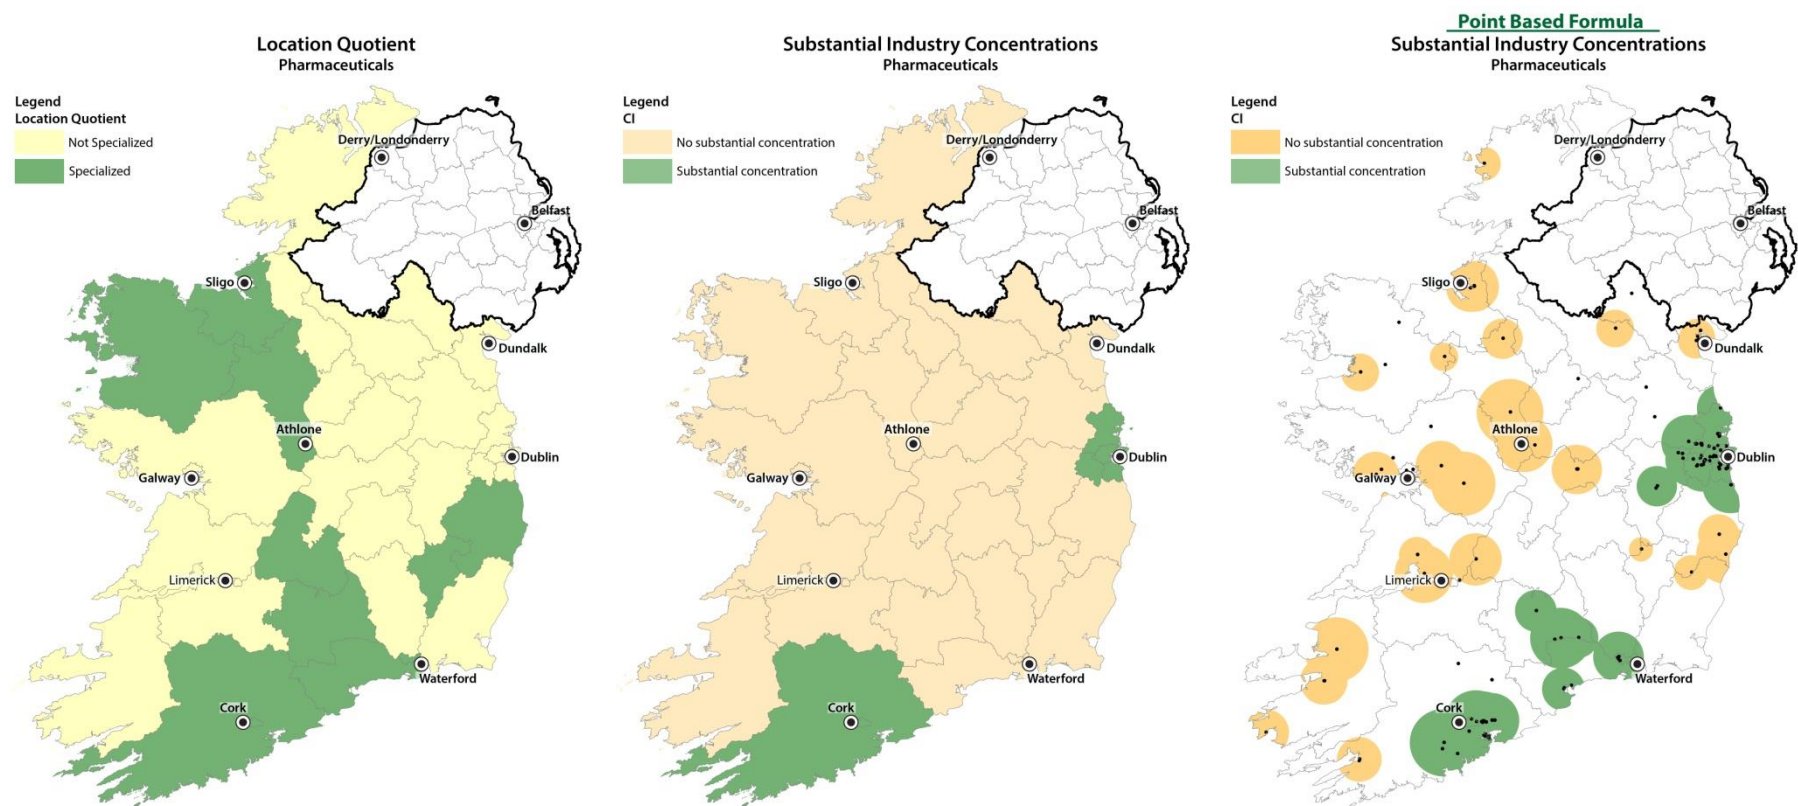 Location Quotient
Pharmaceuticals
Legend
Location Quotient
Not Specialized
Specialized
Derry/Londonderry
Belfast
Sligo
Dundalk
Athlone
Dublin
Galway
Limerick
Waterford
Cork
Substantial Industry Concentrations
Pharmaceuticals
Legend
CI
No substantial concentration
Substantial concentration
Derry/Londonderry
Belfast
Sligo
Dundalk
Athlone
Dublin
Galway
Limerick
Waterford
Cork
Point Based Formula
Substantial Industry Concentrations
Pharmaceuticals
Legend
CI
No substantial concentration
Substantial concentration
Derry/Londonderry
Belfast
Sligo
Dundalk
Athlone
Dublin
Galway
Limerick
Waterford
Cork